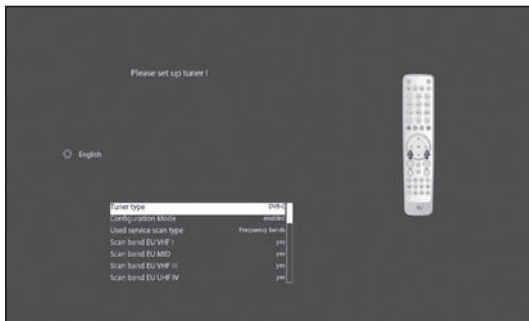 Please set up tuner I
English
Tuner type DVB-C
Configuration Mode enabled
Used service scan type Frequency bands
Scan band EU VHF I yes
Scan band EU MID yes
Scan band EU VHF III yes
Scan band EU UHF IV yes